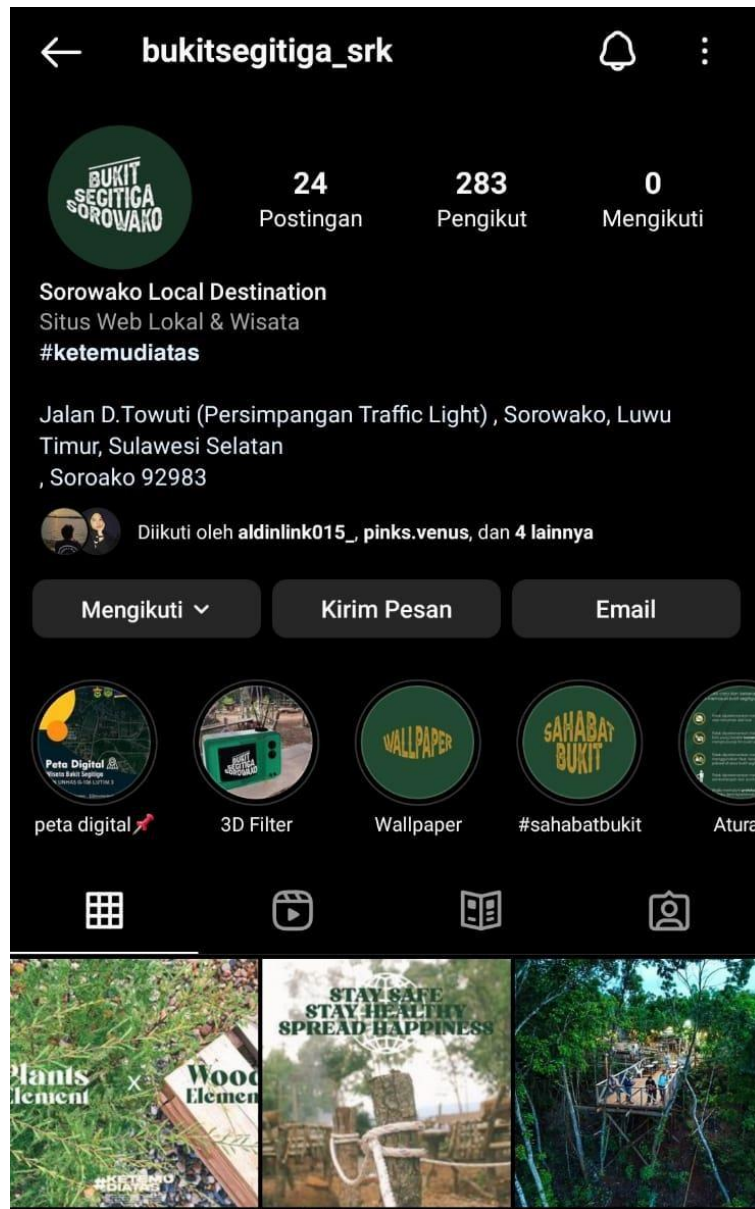 bukitsegitiga_srk
BUKIT
SEGITIGA
SOROWAKO
24
Postingan
283
Pengikut
0
Mengikuti
Sorowako Local Destination
Situs Web Lokal & Wisata
#ketemudiatas
Jalan D.Towuti (Persimpangan Traffic Light) , Sorowako, Luwu
Timur, Sulawesi Selatan
, Soroako 92983
Diikuti oleh aldinlink015_, pinks.venus, dan 4 lainnya
Mengikuti
Kirim Pesan
Email
Peta Digital
Wisata Bukit Segitiga
BUKIT
SEGITIGA
SOROWAKO
WALLPAPER
SAHABAT
BUKIT
peta digital📌
3D Filter
Wallpaper
#sahabatbukit
Atura
Plants
Element
X
Wood
Elemen
#KETEMU
DIATAS
STAY SAFE
STAY HEALTHY
SPREAD HAPPINESS